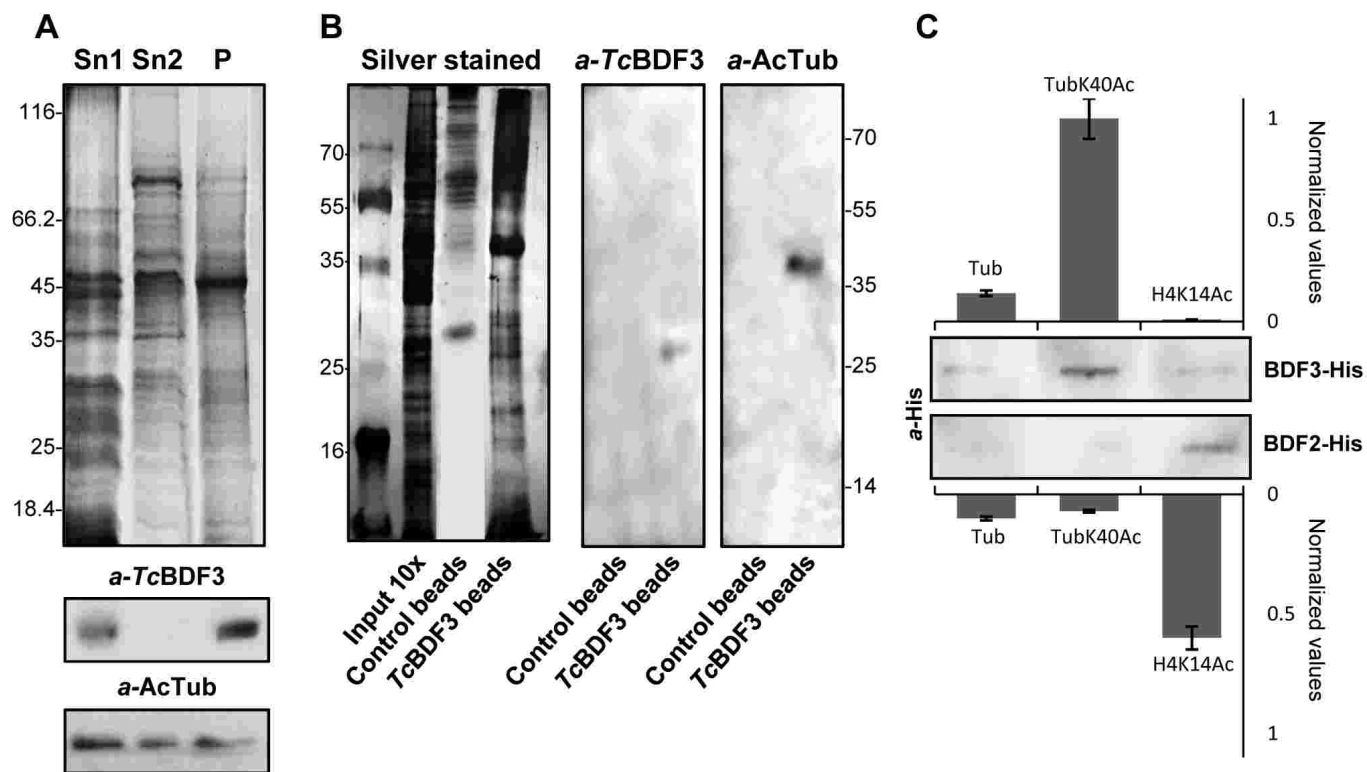 A
Sn1 Sn2 P
116-
66.2-
45-
35-
25-
18.4-
a-TcBDF3
a-AcTub
B
Silver stained
a-TcBDF3
a-AcTub
70-
55-
35-
25-
16-
-70
-55
-35
-25
-14
Input 10x
Control beads
TcBDF3 beads
Control beads
TcBDF3 beads
Control beads
TcBDF3 beads
C
TubK40Ac
Tub
H4K14Ac
1
0.5
0
Normalized values
a-His
BDF3-His
BDF2-His
Tub
TubK40Ac
H4K14Ac
0
0.5
1
Normalized values